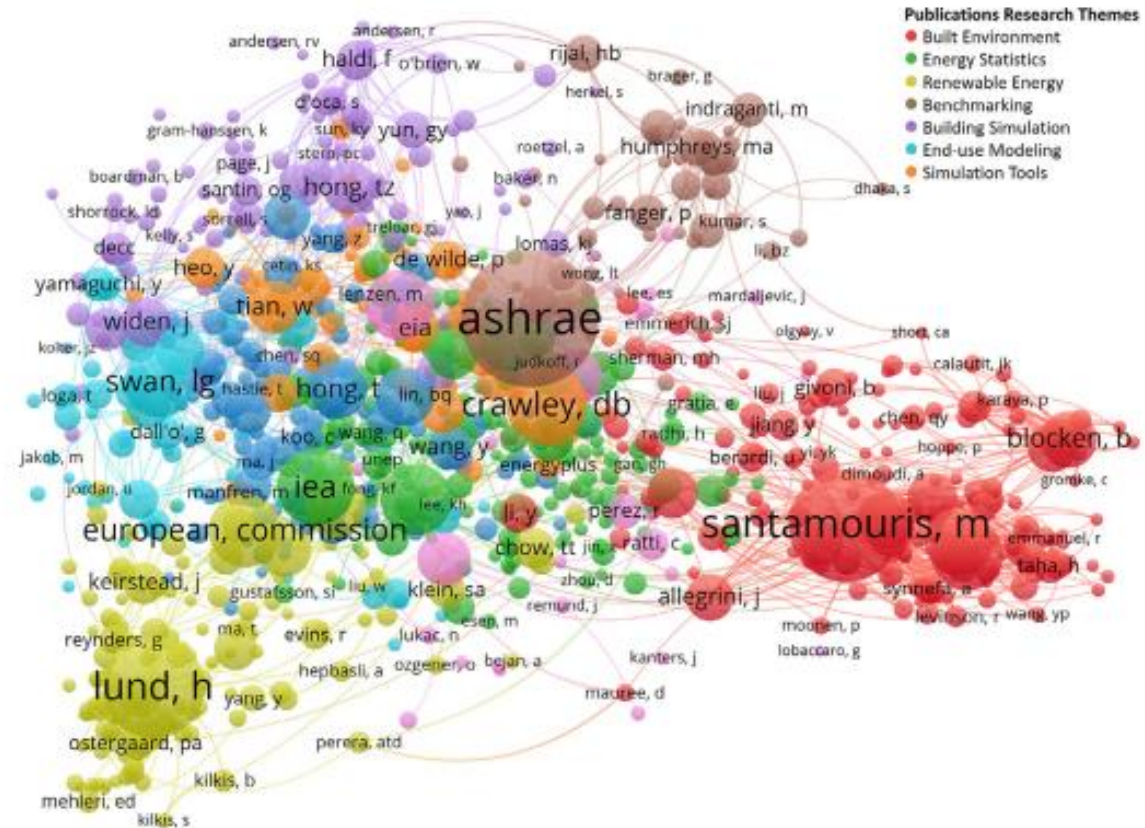 Publications Research Themes
Built Environment
Energy Statistics
Renewable Energy
Benchmarking
Building Simulation
End-use Modeling
Simulation Tools
andersen, rv
andersen, r
haldi, f
o'brien, w
rijal, hb
brager, g
herkel, s
indraganti, m
d'oca, s
sun, ky
yun, gy
gram-hanssen, k
stern, pc
roetzel, a
humphreys, ma
page, j
boardman, b
santin, og
hong, tz
baker, n
dhaka, s
shorrock, ld
sorrell, s
yao, j
fanger, p
kumar, s
kelly, s
yang, z
treloar, gj
decc
lomas, kj
li, bz
heo, y
cetin, ks
de wilde, p
wong, lt
yamaguchi, y
lenzen, m
lee, es
mardaljevic, j
widen, j
tian, w
eia
ashrae
emmerich, sj
olgyay, v
short, ca
chen, sq
judkoff, r
sherman, mh
calautit, jk
swan, lg
hastie, t
hong, t
lin, bq
crawley, db
gratia, e
liu, j
givoni, b
karava, p
loga, t
dall'o', g
koo, c
wang, q
wang, y
radhi, h
jiang, y
chen, qy
blocken, b
jakob, m
ma, j
unep
energyplus
gan, gh
berardi, u
yi, yk
hoppe, p
jordan, u
manfren, m
iea
fong, kf
lee, kh
dimoudi, a
gromke, c
european, commission
li, y
perez, r
santamouris, m
chow, tt
jin, x
ratti, c
emmanuel, r
keirstead, j
gustafsson, si
liu, w
klein, sa
zhou, d
allegrini, j
synnefa, a
taha, h
remund, j
levinson, r
wang, yp
reynders, g
ma, t
evins, r
lukac, n
esen, m
moonen, p
lund, h
hepbasli, a
ozgener, o
bejan, a
kanters, j
lobaccaro, g
yang, y
mauree, d
ostergaard, pa
perera, atd
kilkis, b
mehleri, ed
kilkis, s